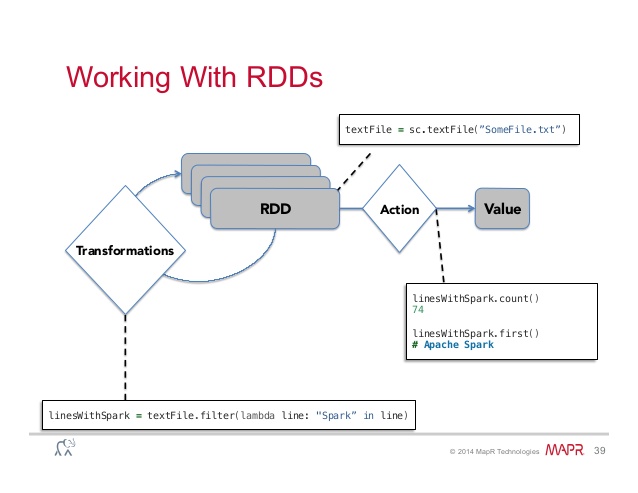 Working With RDDs
textFile = sc.textFile(”SomeFile.txt”)
RDD
Action
Value
Transformations
linesWithSpark.count()
74
linesWithSpark.first()
# Apache Spark
linesWithSpark = textFile.filter(lambda line: "Spark” in line)
© 2014 MapR Technologies
MAPR
39